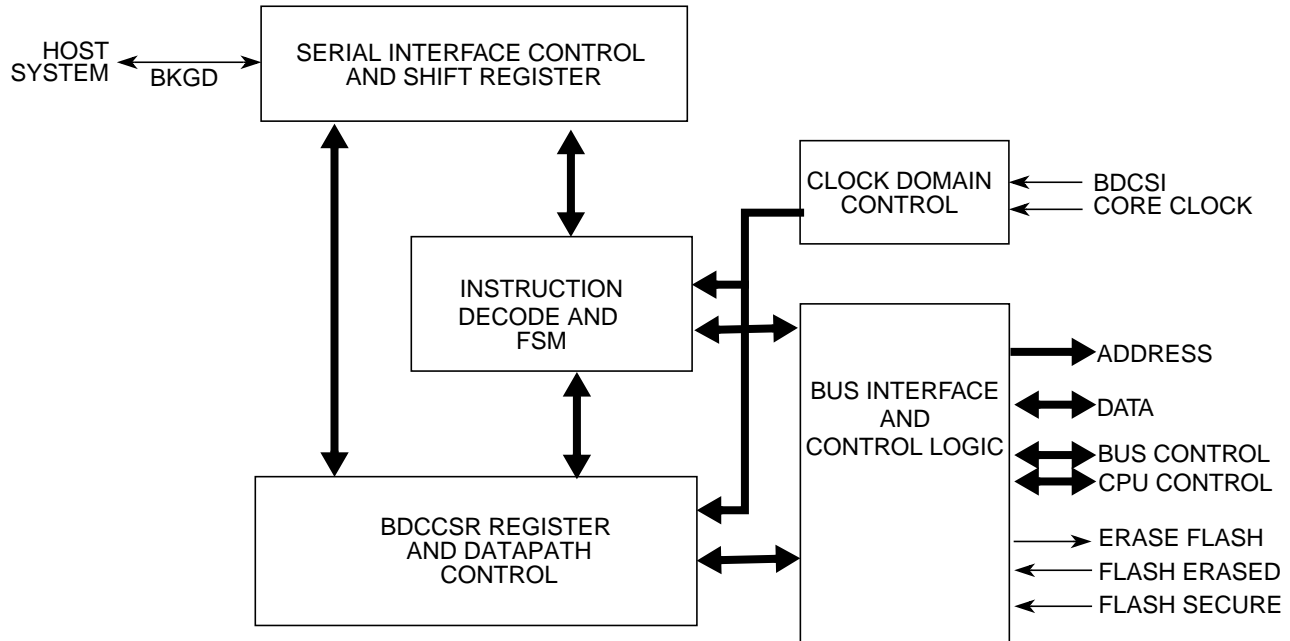 HOST
SYSTEM
BKGD
SERIAL INTERFACE CONTROL
AND SHIFT REGISTER
CLOCK DOMAIN
CONTROL
BDCSI
CORE CLOCK
INSTRUCTION
DECODE AND
FSM
BUS INTERFACE
AND
CONTROL LOGIC
ADDRESS
DATA
BUS CONTROL
CPU CONTROL
ERASE FLASH
FLASH ERASED
FLASH SECURE
BDCCSR REGISTER
AND DATAPATH
CONTROL